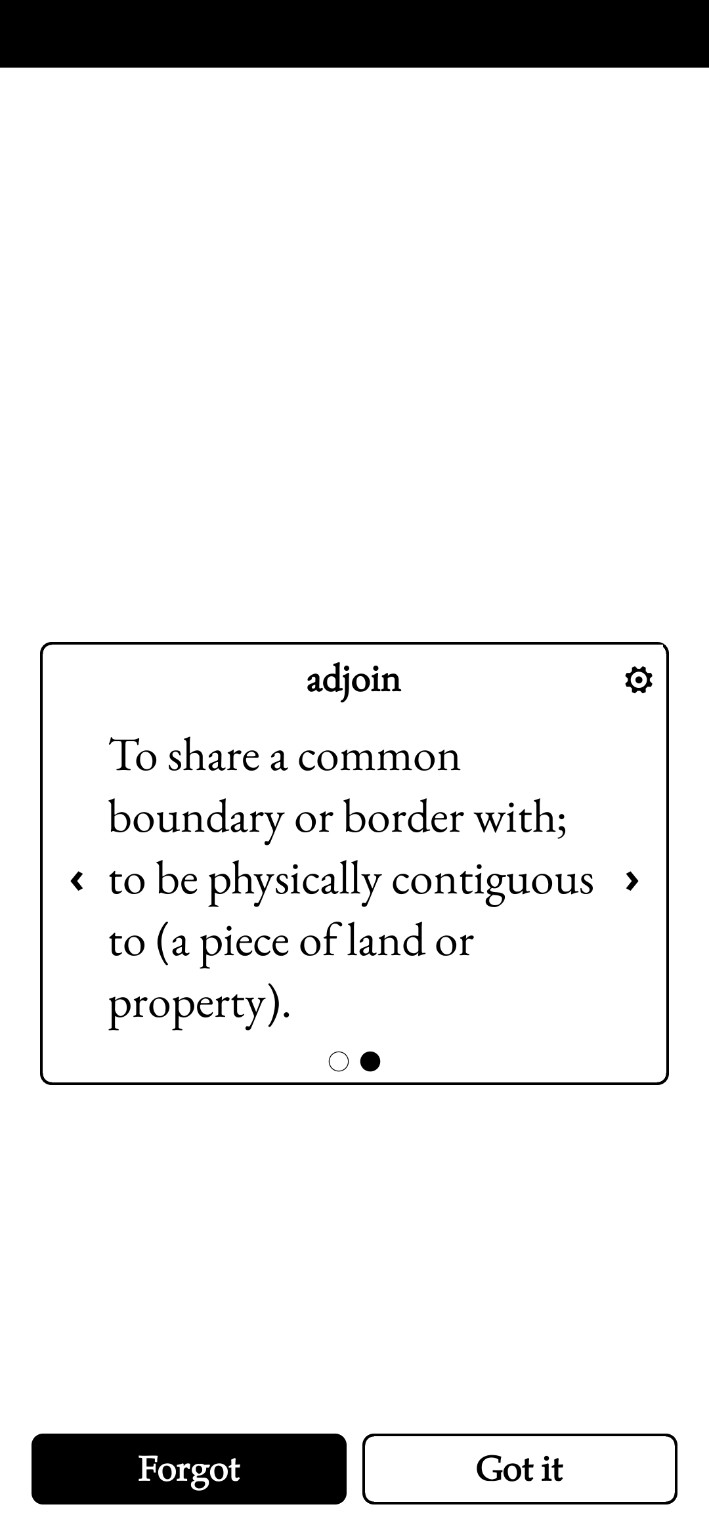 adjoin
To share a common
boundary or border with;
to be physically contiguous
to (a piece of land or
property).
Forgot
Got it